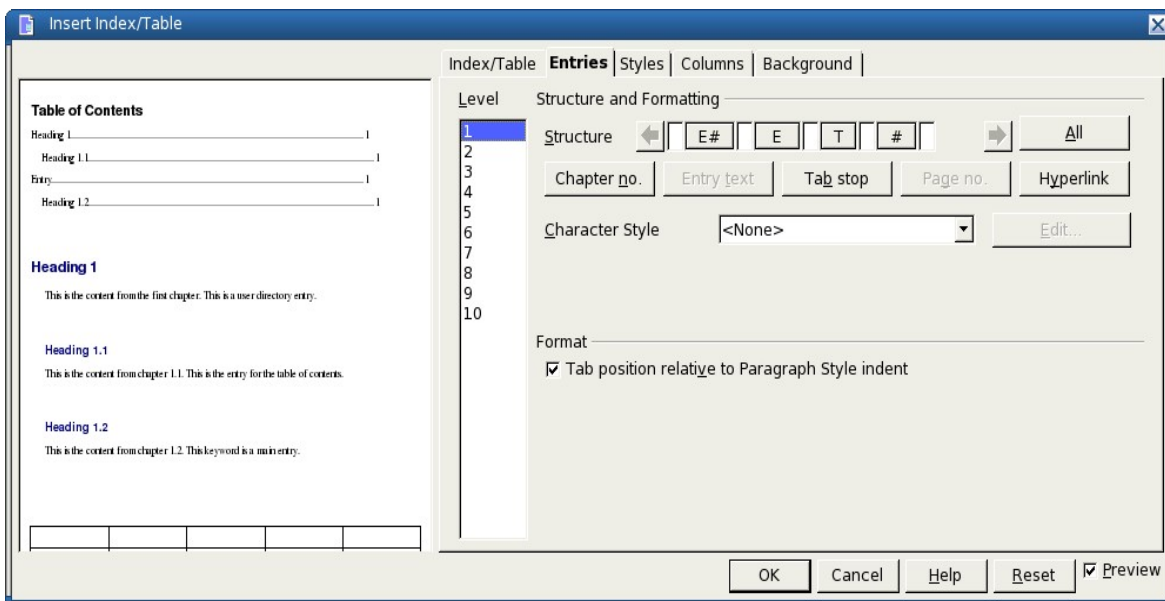 Insert Index/Table
Index/Table Entries Styles Columns Background
Table of Contents
Heading 1 1
Heading 1.1 1
Entry 1
Heading 1.2 1
Heading 1
This is the content from the first chapter. This is a user directory entry.
Heading 1.1
This is the content from chapter 1.1. This is the entry for the table of contents.
Heading 1.2
This is the content from chapter 1.2. This keyword is a main entry.
Level
1
2
3
4
5
6
7
8
9
10
Structure and Formatting
Structure E# E T # All
Chapter no. Entry text Tab stop Page no. Hyperlink
Character Style <None> Edit...
Format
Tab position relative to Paragraph Style indent
OK Cancel Help Reset Preview